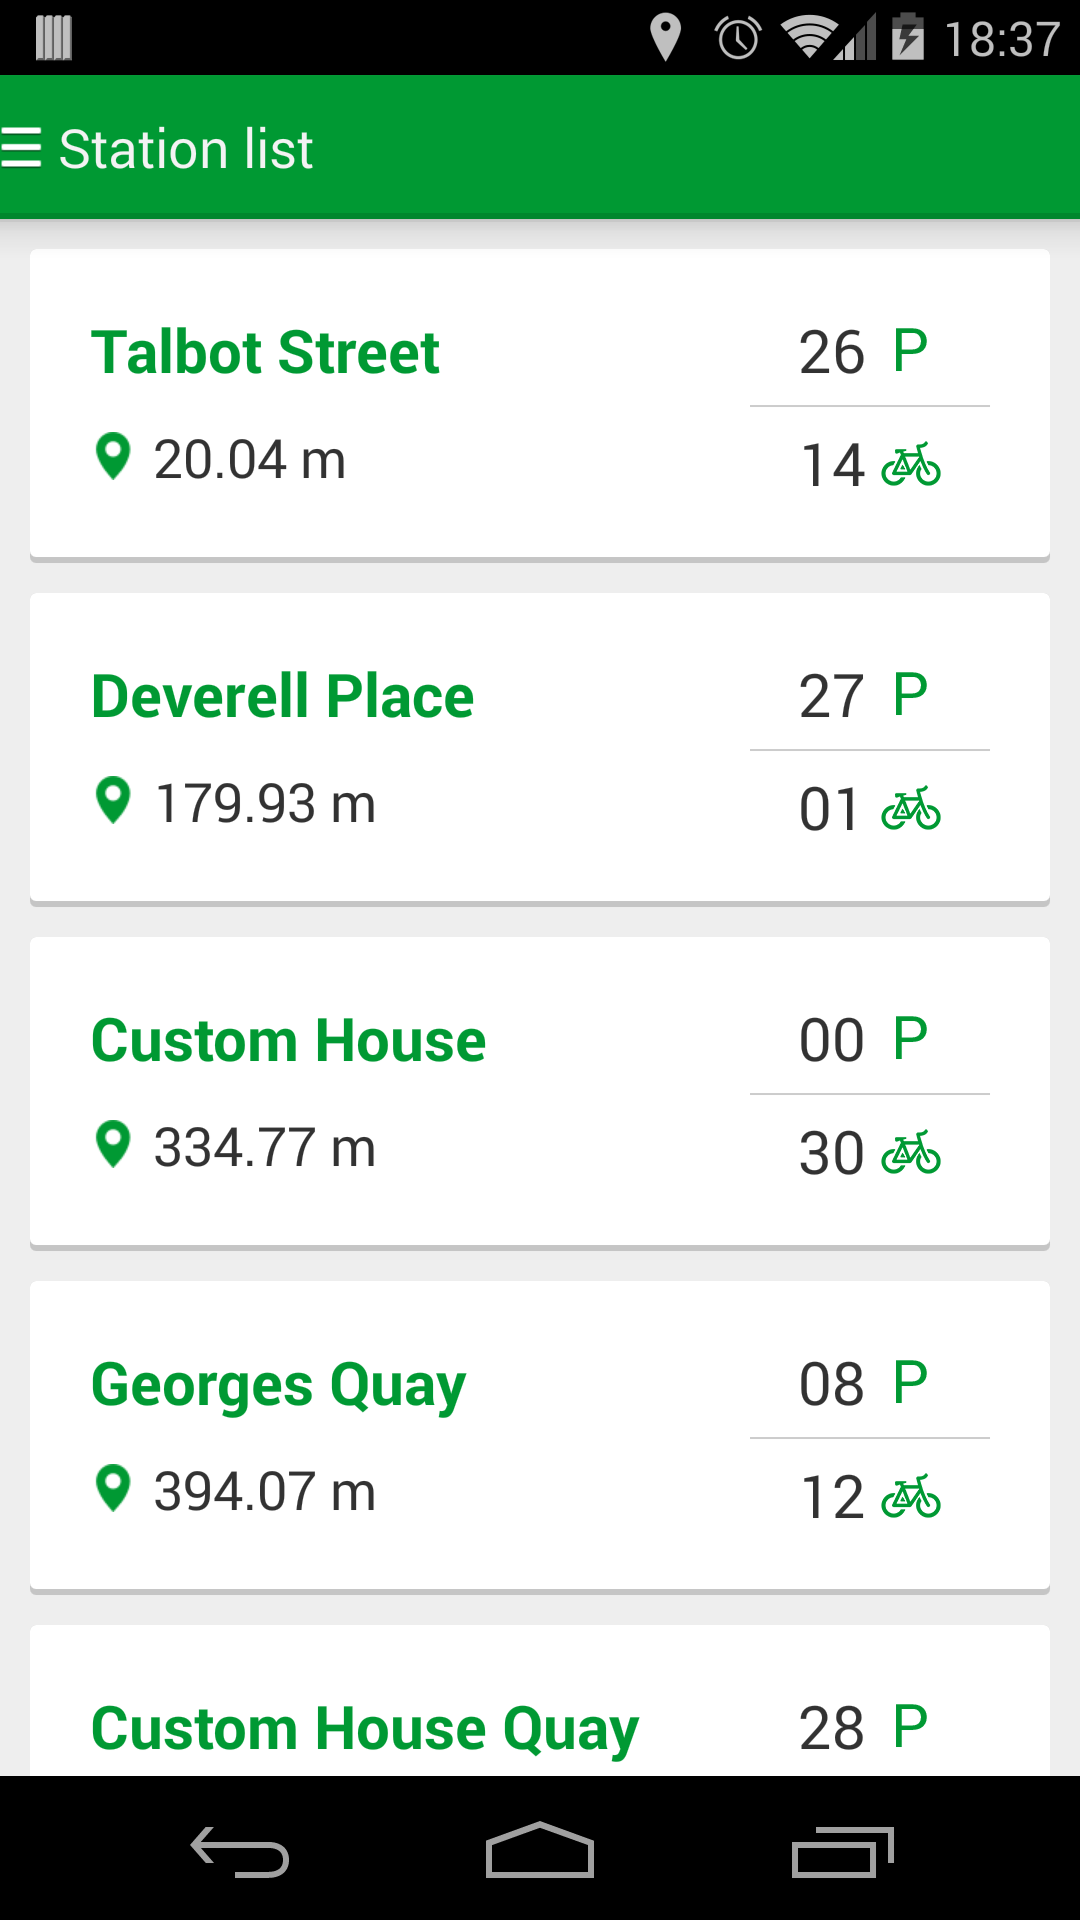 18:37
Station list
Talbot Street 26 P
20.04 m 14
Deverell Place 27 P
179.93 m 01
Custom House 00 P
334.77 m 30
Georges Quay 08 P
394.07 m 12
Custom House Quay 28 P